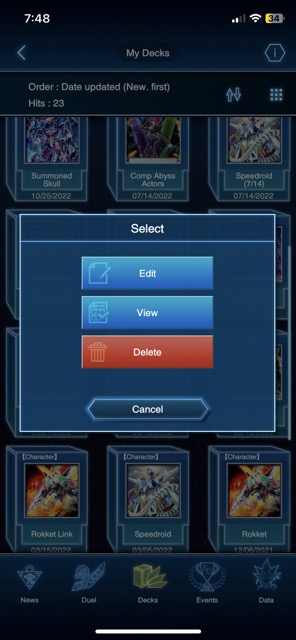 7:48
34
My Decks
Order : Date updated (New. first)
Hits : 23
Summoned
Skull
10/25/2022
Comp Abyss
Actors
07/14/2022
Speedroid
(7/14)
07/14/2022
Select
Edit
View
Delete
Cancel
【Character】
Rokket Link
03/15/2022
【Character】
Speedroid
03/05/2022
【Character】
Rokket
12/06/2021
News
Duel
Decks
Events
Data